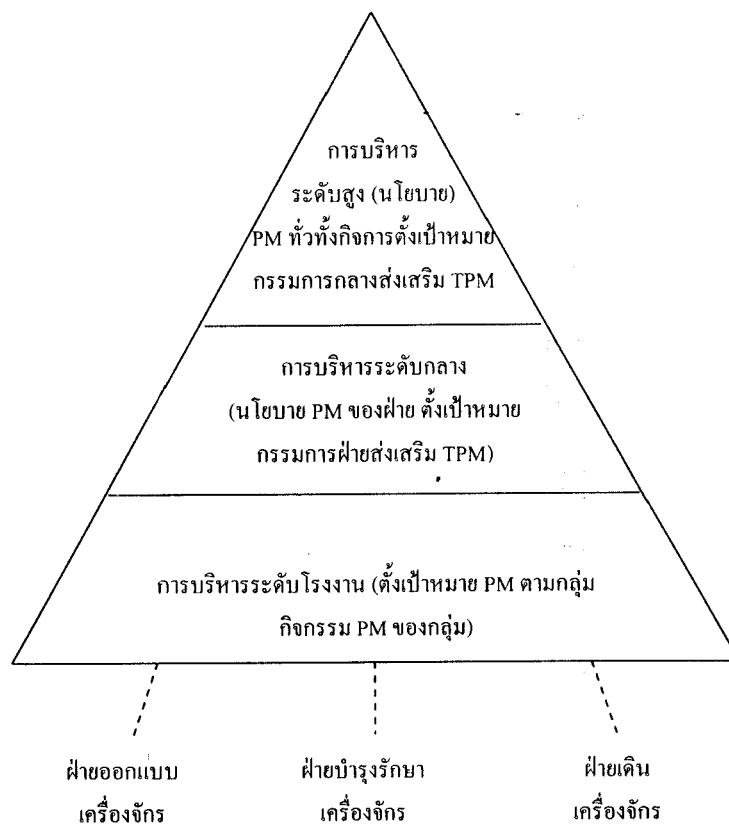 การบริหาร
ระดับสูง (นโยบาย)
PM ทั่วทั้งกิจการตั้งเป้าหมาย
กรรมการกลางส่งเสริม TPM
การบริหารระดับกลาง
(นโยบาย PM ของฝ่าย ตั้งเป้าหมาย
กรรมการฝ่ายส่งเสริม TPM)
การบริหารระดับโรงงาน (ตั้งเป้าหมาย PM ตามกลุ่ม
กิจกรรม PM ของกลุ่ม)
ฝ่ายออกแบบ
เครื่องจักร
ฝ่ายบำรุงรักษา
เครื่องจักร
ฝ่ายเดิน
เครื่องจักร